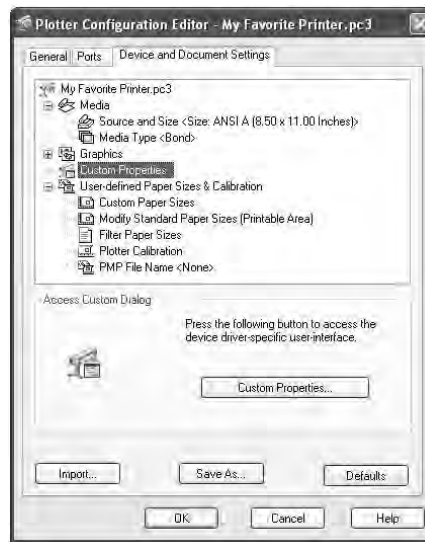 Plotter Configuration Editor - My Favorite Printer.pc3
General Ports Device and Document Settings
My Favorite Printer.pc3
Media
Source and Size <Size: ANSI A (8.50 x 11.00 Inches)>
Media Type <Bond>
Graphics
Custom Properties
User-defined Paper Sizes & Calibration
Custom Paper Sizes
Modify Standard Paper Sizes (Printable Area)
Filter Paper Sizes
Plotter Calibration
PMP File Name <None>
Access Custom Dialog
Press the following button to access the
device driver-specific user-interface.
Custom Properties...
Import... Save As... Defaults
OK Cancel Help